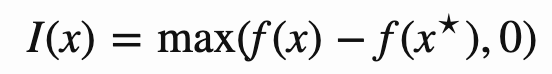 I(x) = max(f(x) − f(x⋆), 0)